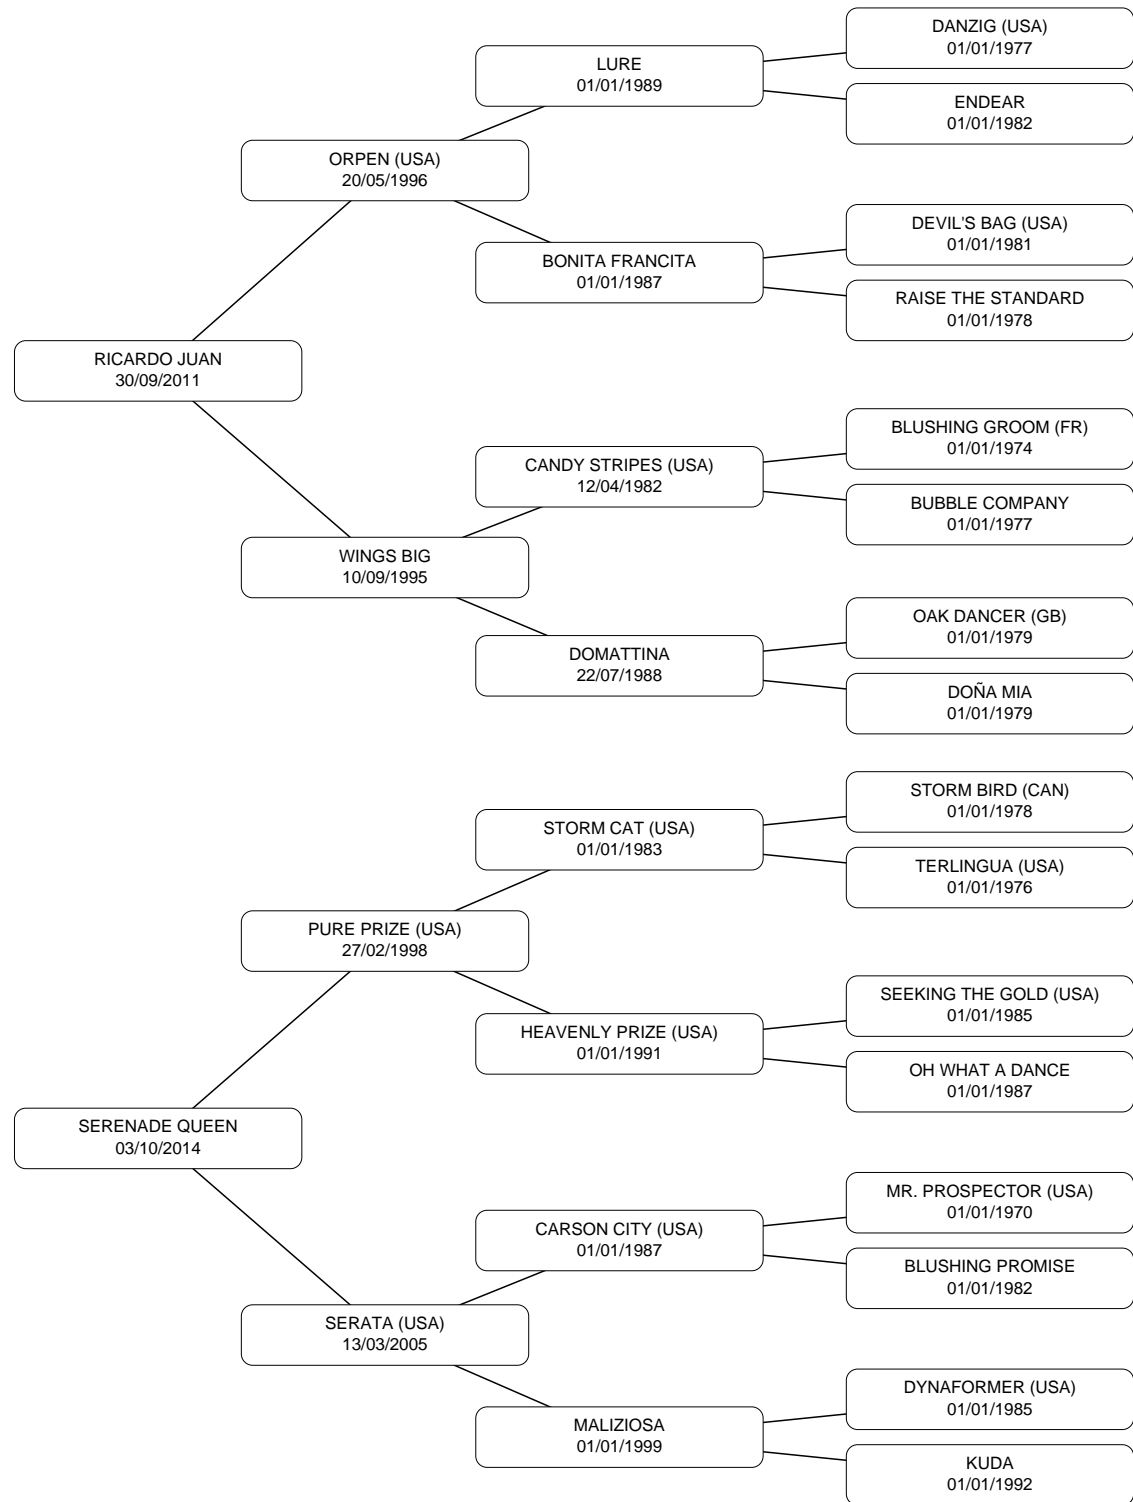 DANZIG (USA)
01/01/1977
LURE
01/01/1989
ENDEAR
01/01/1982
ORPEN (USA)
20/05/1996
DEVIL'S BAG (USA)
01/01/1981
BONITA FRANCITA
01/01/1987
RAISE THE STANDARD
01/01/1978
RICARDO JUAN
30/09/2011
BLUSHING GROOM (FR)
01/01/1974
CANDY STRIPES (USA)
12/04/1982
BUBBLE COMPANY
01/01/1977
WINGS BIG
10/09/1995
OAK DANCER (GB)
01/01/1979
DOMATTINA
22/07/1988
DOÑA MIA
01/01/1979
STORM BIRD (CAN)
01/01/1978
STORM CAT (USA)
01/01/1983
TERLINGUA (USA)
01/01/1976
PURE PRIZE (USA)
27/02/1998
SEEKING THE GOLD (USA)
01/01/1985
HEAVENLY PRIZE (USA)
01/01/1991
OH WHAT A DANCE
01/01/1987
SERENADE QUEEN
03/10/2014
MR. PROSPECTOR (USA)
01/01/1970
CARSON CITY (USA)
01/01/1987
BLUSHING PROMISE
01/01/1982
SERATA (USA)
13/03/2005
DYNAFORMER (USA)
01/01/1985
MALIZIOSA
01/01/1999
KUDA
01/01/1992